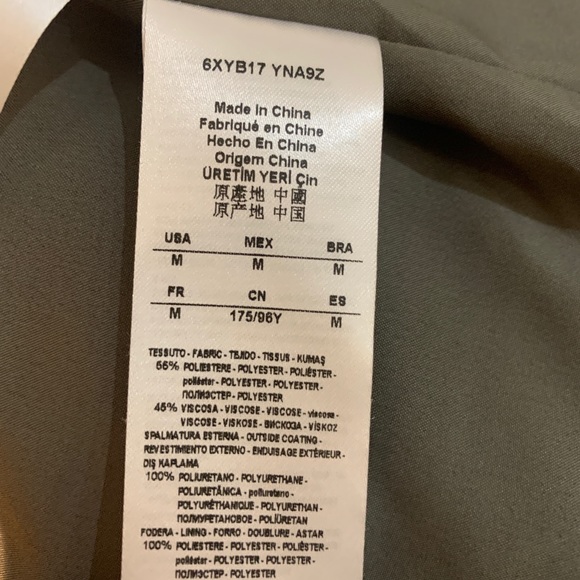 6XYB17 YNA9Z
Made in China
Fabriqué en Chine
Hecho En China
Origem China
ÜRETİM YERİ Çin
原產地 中國
原产地 中国
USA MEX BRA
M M M
FR CN ES
M 175/96Y M
TESSUTO - FABRIC - TEJIDO - TISSUS - KUMAŞ
55% POLIESTERE - POLYESTER - POLIÉSTER -
poliéster - POLYESTER - POLYESTER -
ПОЛИЭСТЕР - POLYESTER
45% VISCOSA - VISCOSE - VISCOSE - viscose -
VISCOSE - VISKOSE - ВИСКОЗА - VİSKOZ
SPALMATURA ESTERNA - OUTSIDE COATING -
REVESTIMIENTO EXTERNO - ENDUISAGE EXTÉRIEUR -
DIŞ KAPLAMA
100% POLIURETANO - POLYURETHANE -
POLIURETÂNICA - poliuretano -
POLYURÉTHANIQUE - POLYURETHAN -
ПОЛИУРЕТАНОВОЕ - POLİÜRETAN
FODERA - LINING - FORRO - DOUBLURE - ASTAR
100% POLIESTERE - POLYESTER - POLIÉSTER -
poliéster - POLYESTER - POLYESTER -
ПОЛИЭСТЕР - POLYESTER